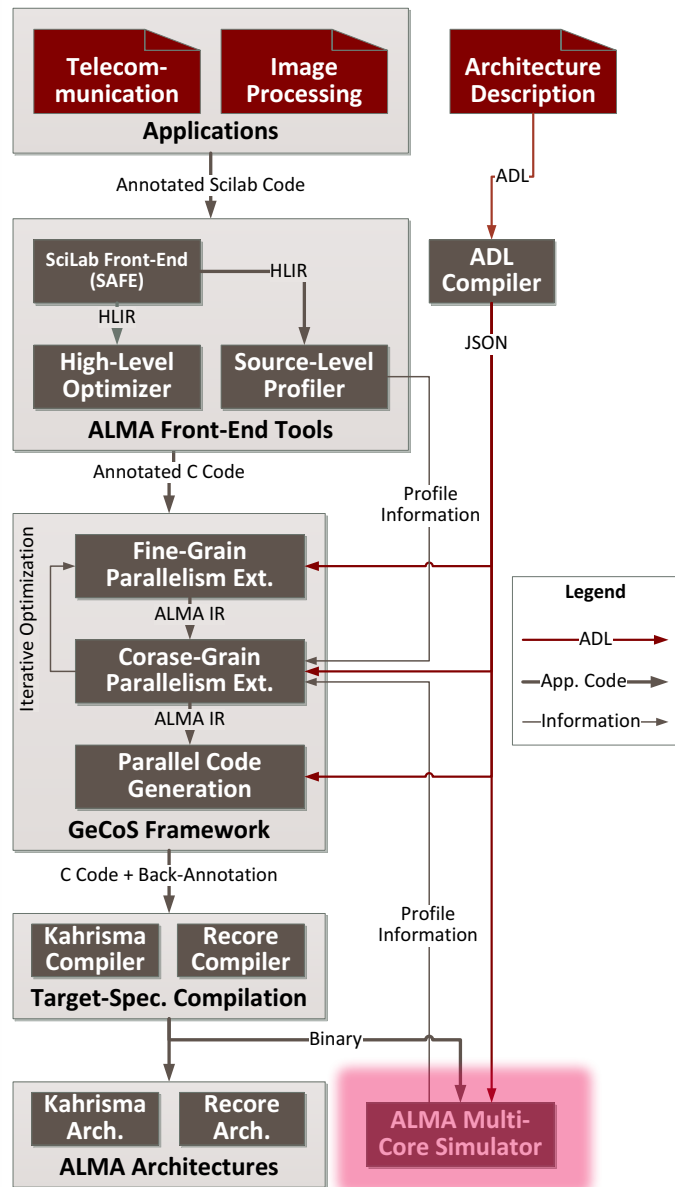 Telecom-
munication
Image
Processing
Applications
Architecture
Description
Annotated Scilab Code
ADL
SciLab Front-End
(SAFE)
HLIR
HLIR
High-Level
Optimizer
Source-Level
Profiler
ALMA Front-End Tools
ADL
Compiler
JSON
Annotated C Code
Profile
Information
Iterative Optimization
Fine-Grain
Parallelism Ext.
ALMA IR
Corase-Grain
Parallelism Ext.
ALMA IR
Parallel Code
Generation
GeCoS Framework
Legend
ADL
App. Code
Information
C Code + Back-Annotation
Profile
Information
Kahrisma
Compiler
Recore
Compiler
Target-Spec. Compilation
Binary
Kahrisma
Arch.
Recore
Arch.
ALMA Architectures
ALMA Multi-
Core Simulator